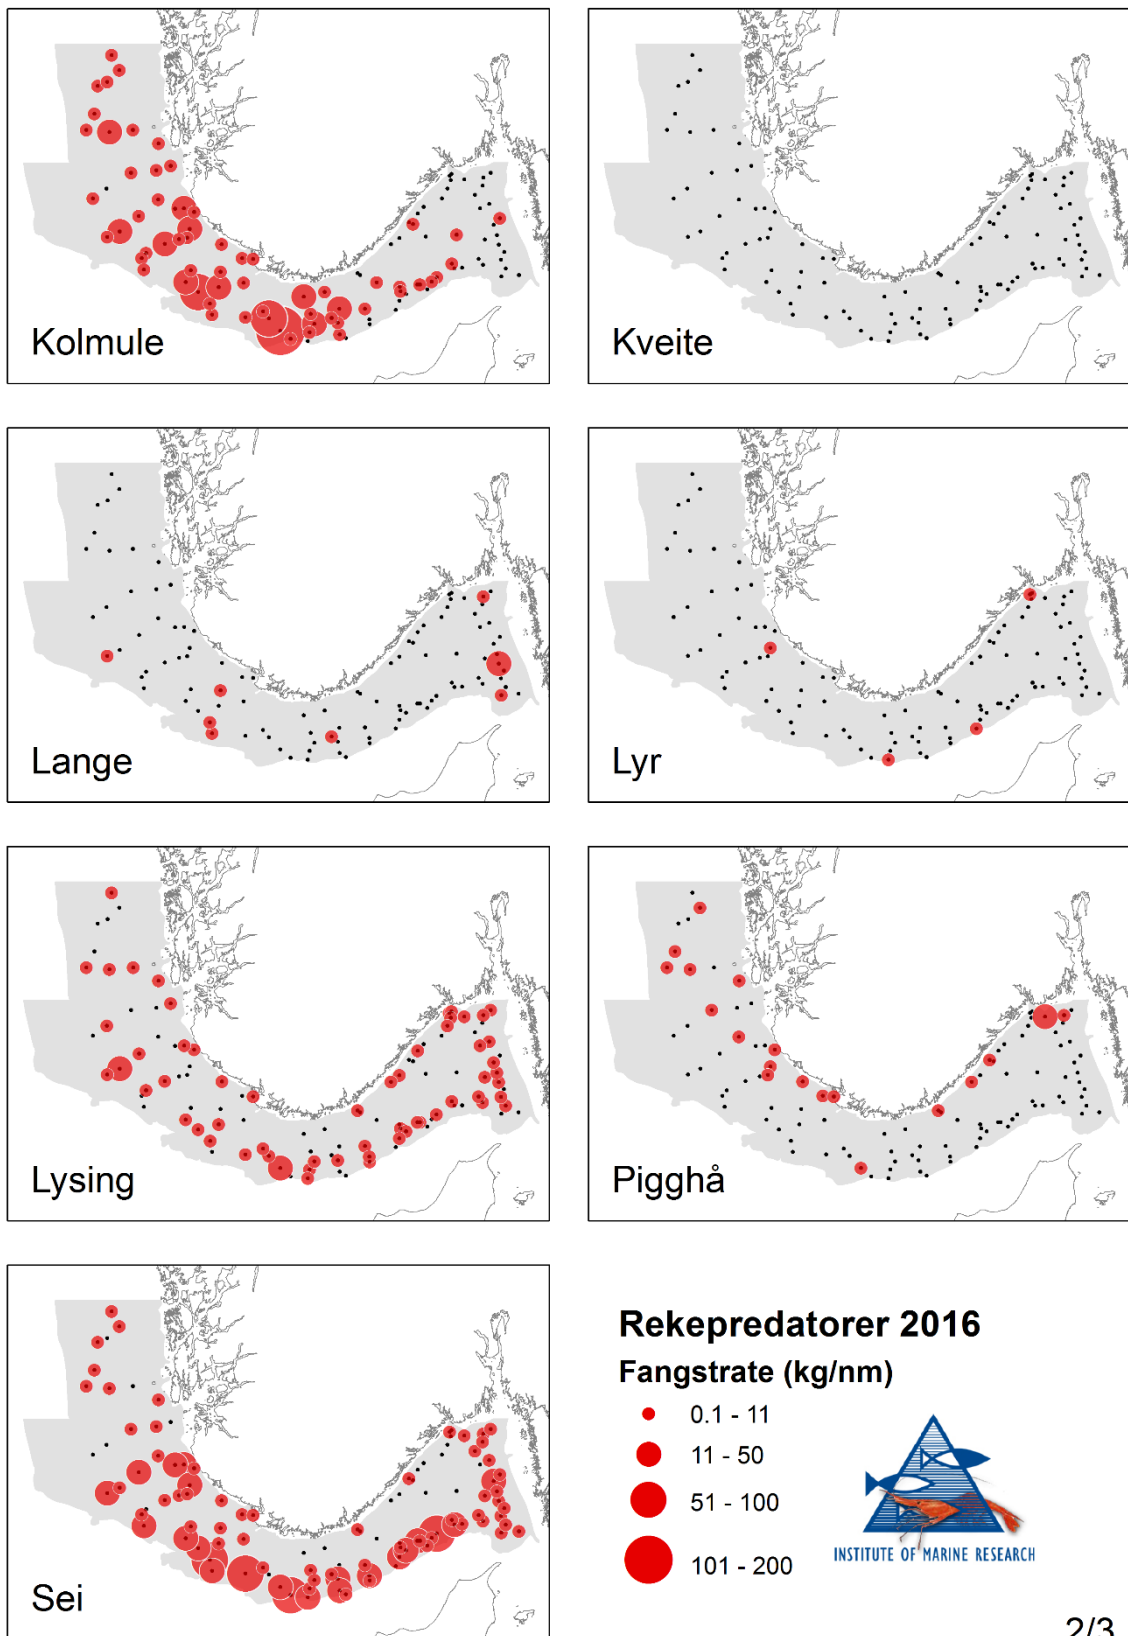 Kolmule
Kveite
Lange
Lyr
Lysing
Pigghå
Sei
Rekepredatorer 2016
Fangstrate (kg/nm)
0.1 - 11
11 - 50
51 - 100
101 - 200
INSTITUTE OF MARINE RESEARCH
2/3